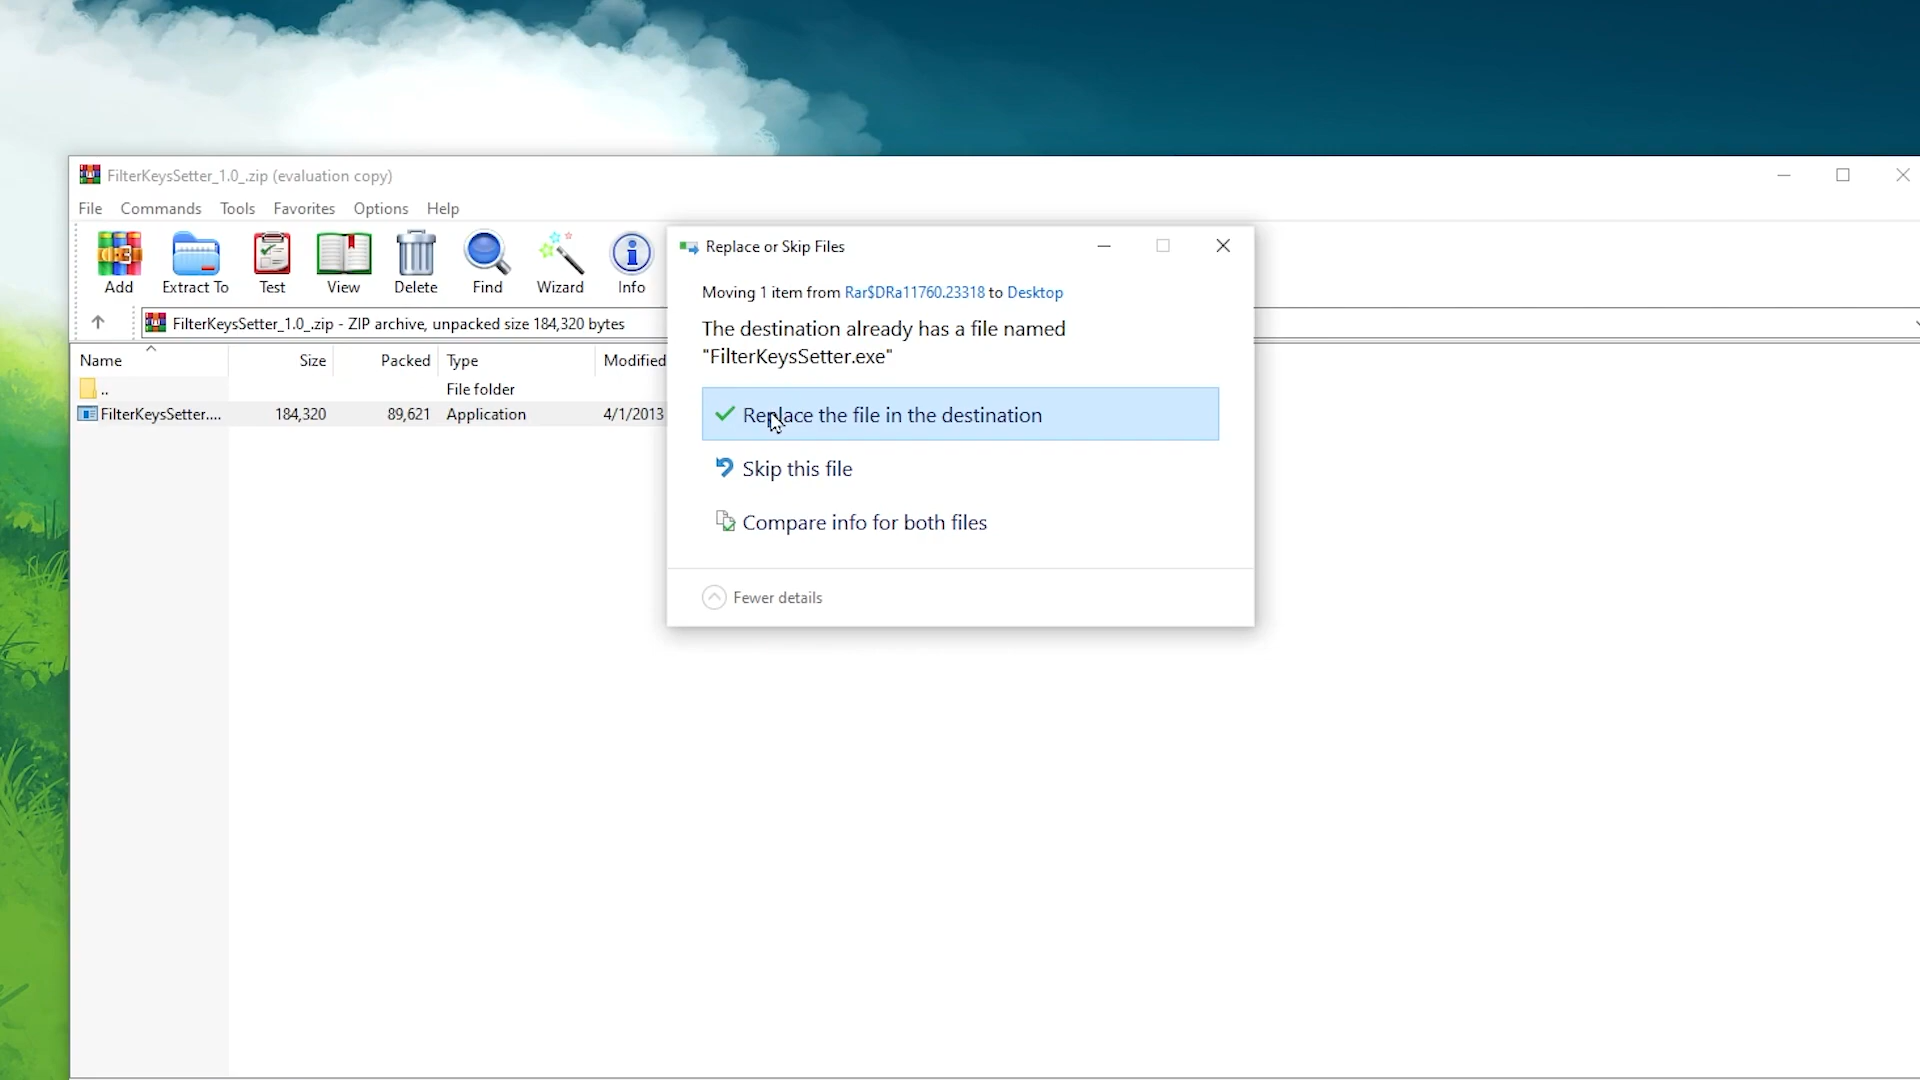 FilterKeysSetter_1.0_.zip (evaluation copy)
File Commands Tools Favorites Options Help
Add Extract To Test View Delete Find Wizard Info
FilterKeysSetter_1.0_.zip - ZIP archive, unpacked size 184,320 bytes
Name Size Packed Type Modified
.. File folder
FilterKeysSetter.... 184,320 89,621 Application 4/1/2013
Replace or Skip Files
Moving 1 item from Rar$DRa11760.23318 to Desktop
The destination already has a file named
"FilterKeysSetter.exe"
Replace the file in the destination
Skip this file
Compare info for both files
Fewer details